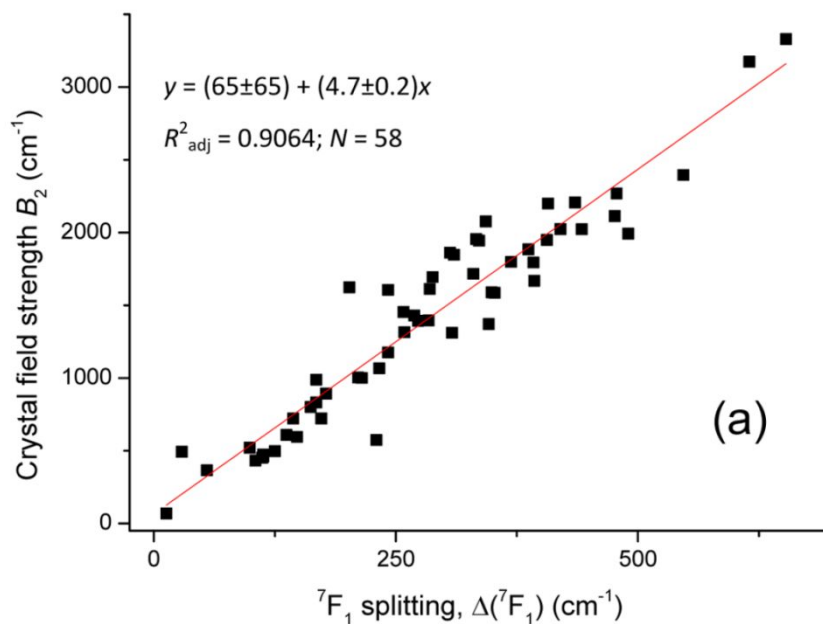 3000
2000
1000
0
Crystal field strength B₂ (cm⁻¹)
y = (65±65) + (4.7±0.2)x
R²adj = 0.9064; N = 58
(a)
0 250 500
⁷F₁ splitting, Δ(⁷F₁) (cm⁻¹)